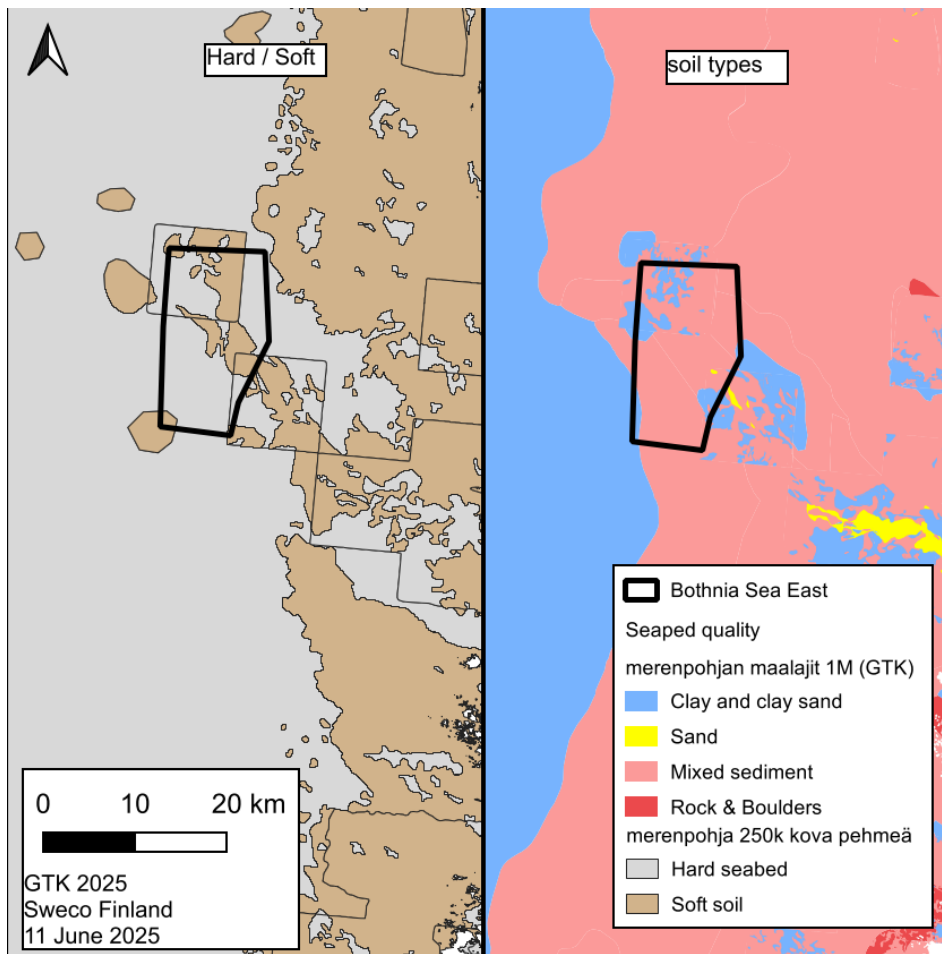 Hard / Soft
soil types
Bothnia Sea East
Seaped quality
merenpohjan maalajit 1M (GTK)
Clay and clay sand
Sand
Mixed sediment
Rock & Boulders
merenpohja 250k kova pehmeä
Hard seabed
Soft soil
0 10 20 km
GTK 2025
Sweco Finland
11 June 2025